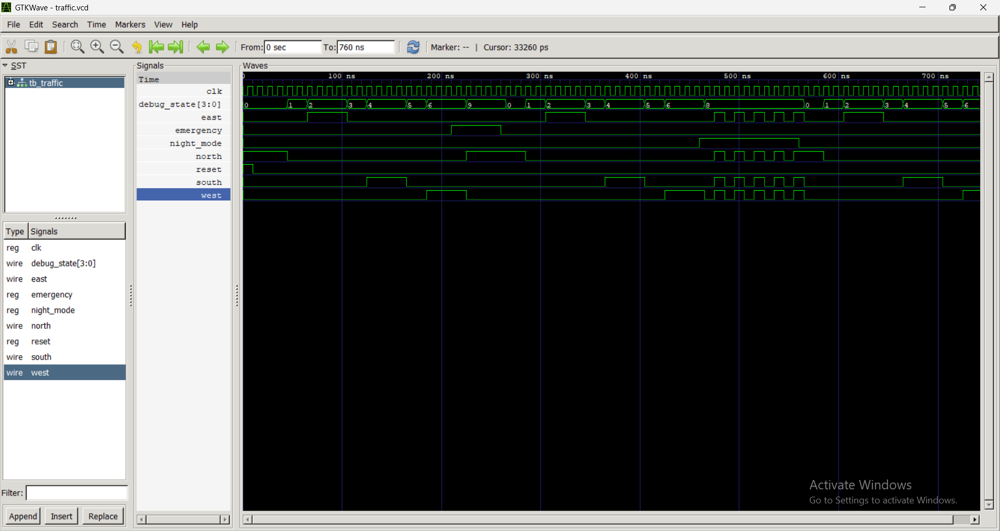 GTKWave - traffic.vcd
File Edit Search Time Markers View Help
From: 0 sec To: 760 ns Marker: -- | Cursor: 33260 ps
SST
tb_traffic
Type Signals
reg clk
wire debug_state[3:0]
wire east
reg emergency
reg night_mode
wire north
reg reset
wire south
wire west
Filter:
Append Insert Replace
Signals
Time
clk
debug_state[3:0]
east
emergency
night_mode
north
reset
south
west
Waves
0 100 ns 200 ns 300 ns 400 ns 500 ns 600 ns 700 ns
0 1 2 3 4 5 6 9 0 1 2 3 4 5 6 8 0 1 2 3 4 5 6
Activate Windows
Go to Settings to activate Windows.